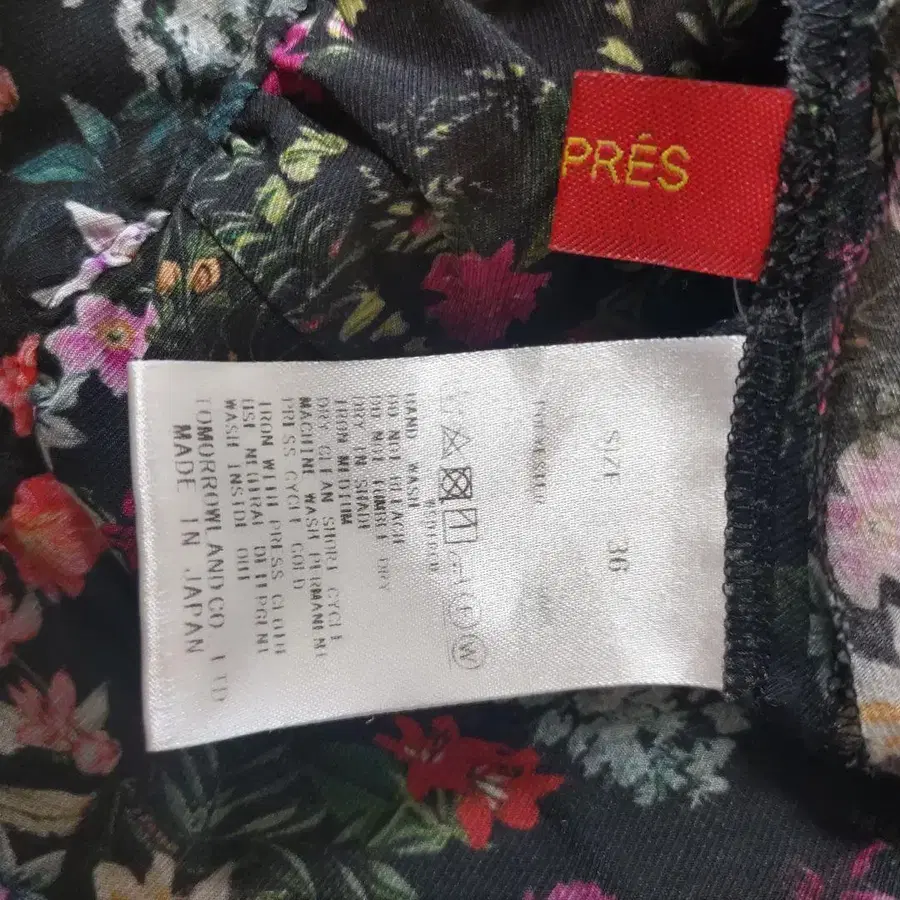 PRÉS
SIZE 36
HAND WASH
DO NOT BLEACH
DO NOT TUMBLE DRY
DRY IN SHADE
IRON MEDIUM
DRY CLEAN SHORT CYCLE
MACHINE WASH PERMANENT
PRESS CYCLE COLD
IRON WITH PRESS CLOTH
USE NEUTRAL DETERGENT
WASH INSIDE OUT
TOMORROWLAND CO. LTD
MADE IN JAPAN